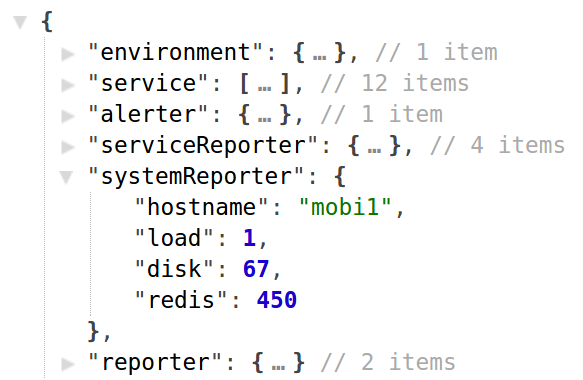 {
"environment": { … }, // 1 item
"service": [ … ], // 12 items
"alerter": { … }, // 1 item
"serviceReporter": { … }, // 4 items
"systemReporter": {
"hostname": "mobi1",
"load": 1,
"disk": 67,
"redis": 450
},
"reporter": { … } // 2 items